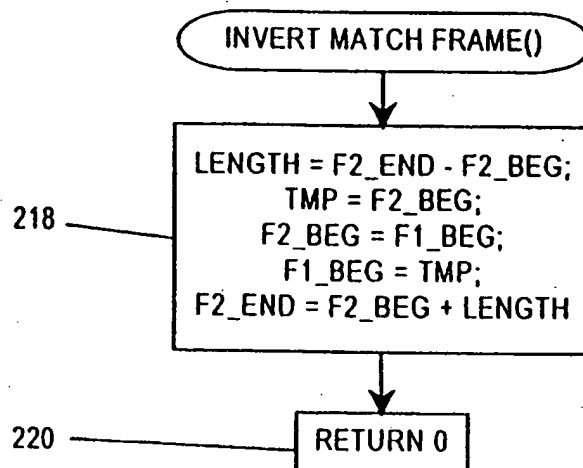 INVERT MATCH FRAME()
LENGTH = F2_END - F2_BEG;
TMP = F2_BEG;
218
F2_BEG = F1_BEG;
F1_BEG = TMP;
F2_END = F2_BEG + LENGTH
220
RETURN 0